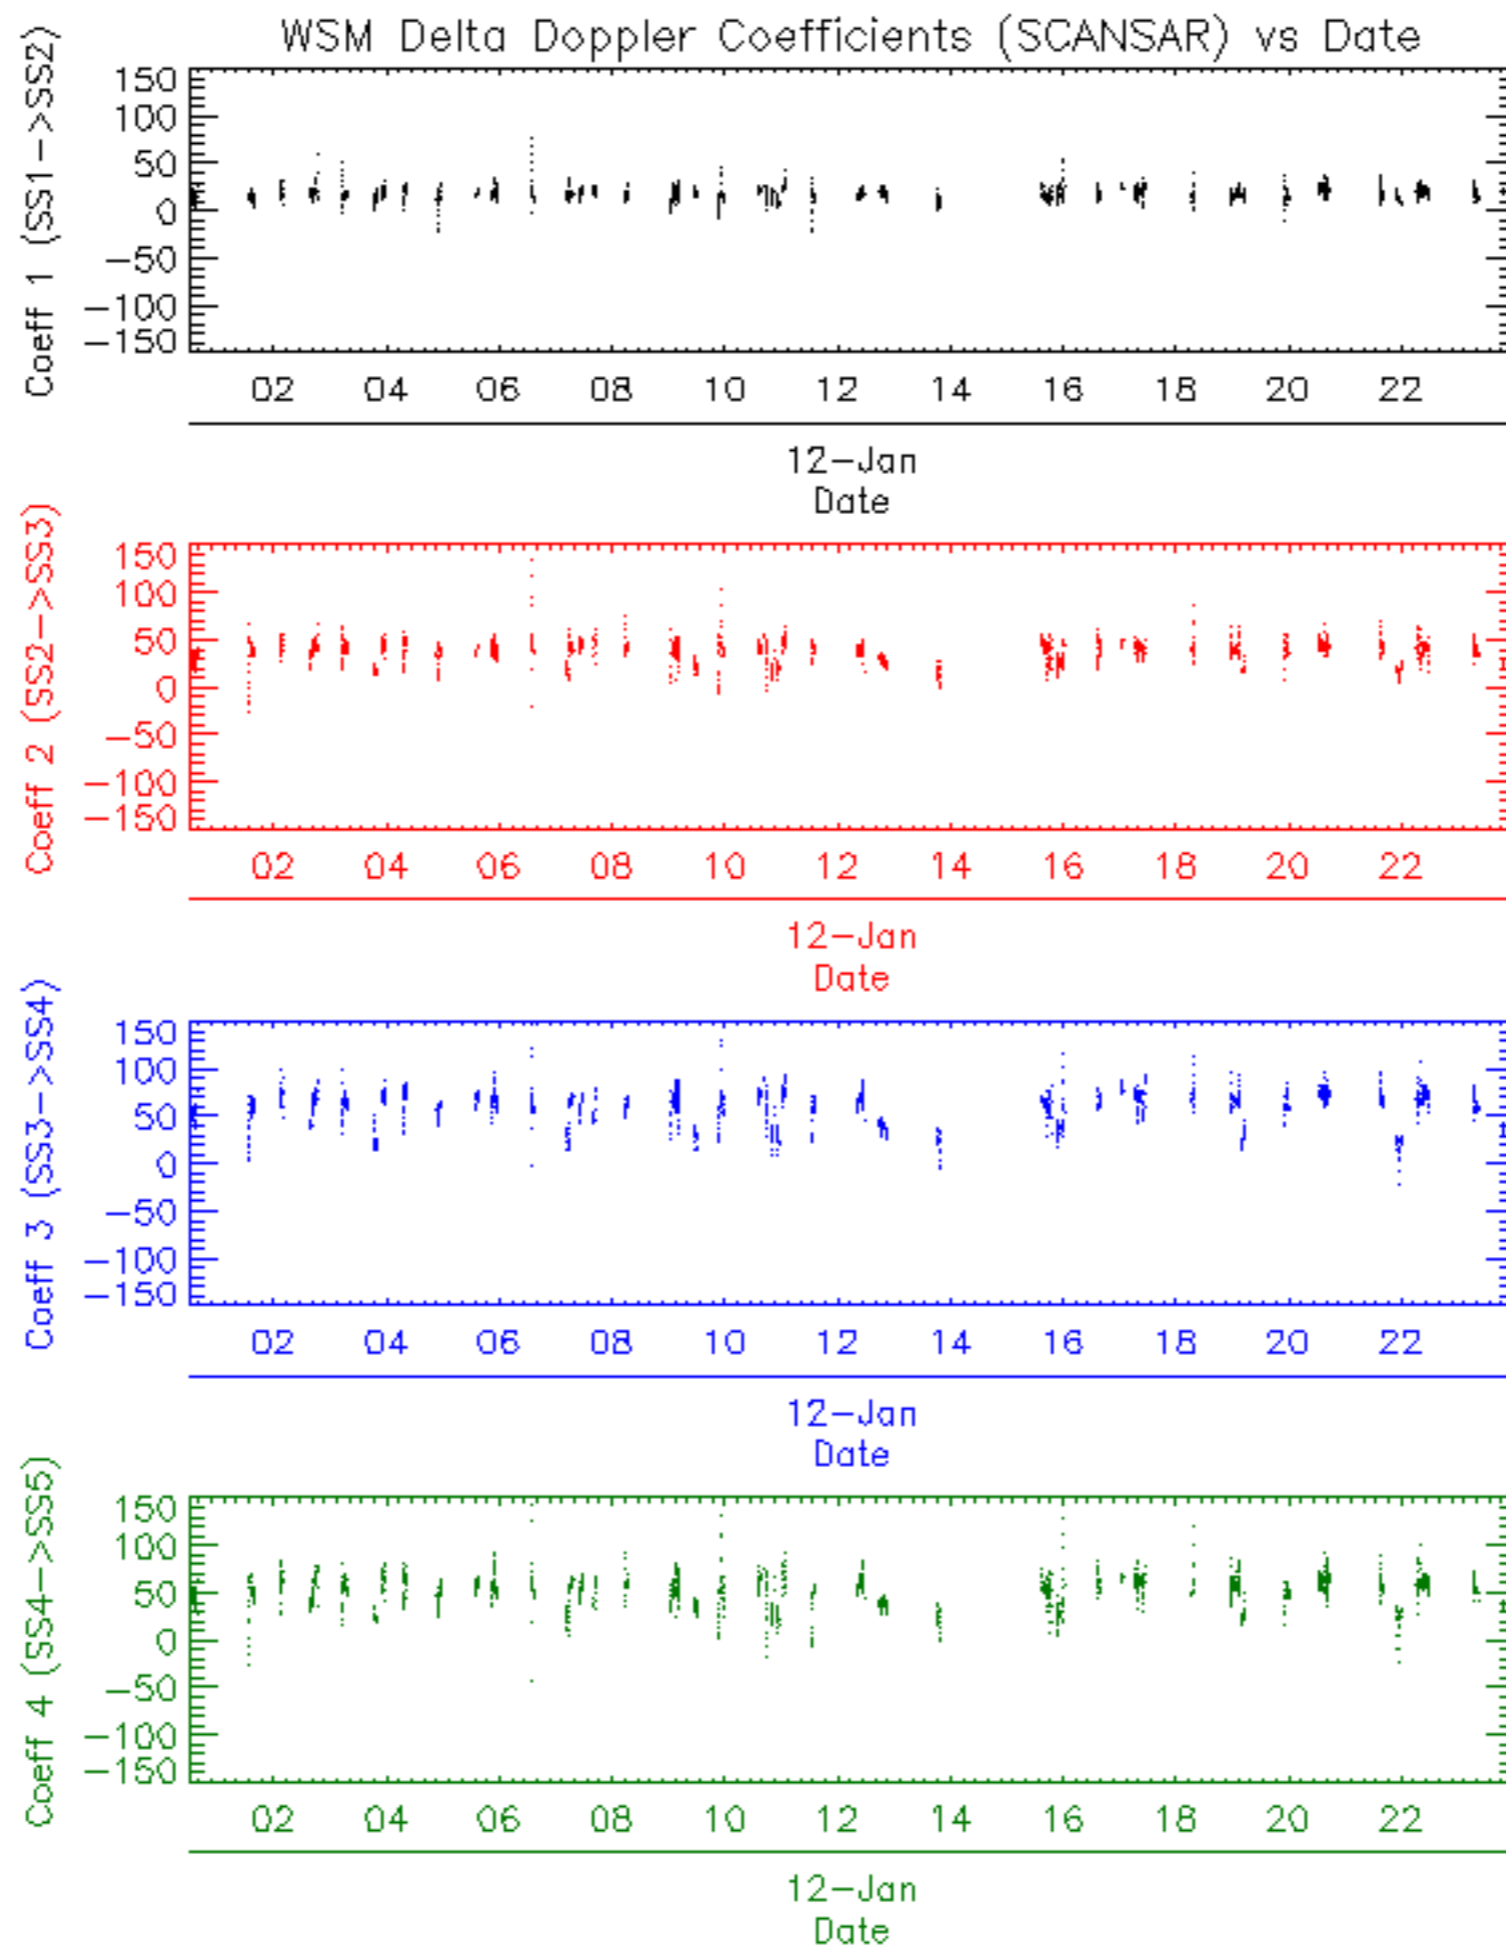 WSM Delta Doppler Coefficients (SCANSAR) vs Date
Coeff 1 (SS1->SS2)
150
100
50
0
-50
-100
-150
02 04 06 08 10 12 14 16 18 20 22
12-Jan
Date
Coeff 2 (SS2->SS3)
150
100
50
0
-50
-100
-150
02 04 06 08 10 12 14 16 18 20 22
12-Jan
Date
Coeff 3 (SS3->SS4)
150
100
50
0
-50
-100
-150
02 04 06 08 10 12 14 16 18 20 22
12-Jan
Date
Coeff 4 (SS4->SS5)
150
100
50
0
-50
-100
-150
02 04 06 08 10 12 14 16 18 20 22
12-Jan
Date